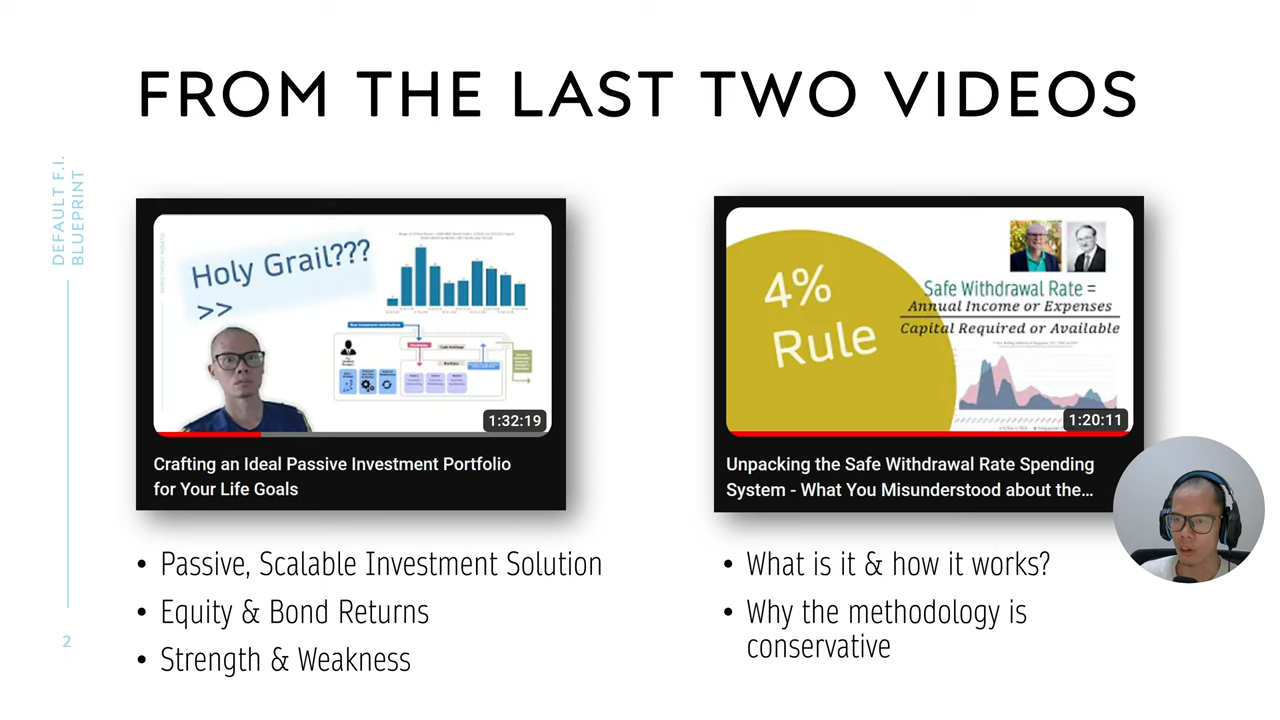 FROM THE LAST TWO VIDEOS
DEFAULT F.I.
BLUEPRINT
Holy Grail???
>>
1:32:19
Crafting an Ideal Passive Investment Portfolio
for Your Life Goals
4%
Rule
Safe Withdrawal Rate =
Annual Income or Expenses
Capital Required or Available
1:20:11
Unpacking the Safe Withdrawal Rate Spending
System - What You Misunderstood about the...
• Passive, Scalable Investment Solution
• Equity & Bond Returns
• Strength & Weakness
• What is it & how it works?
• Why the methodology is
conservative
2